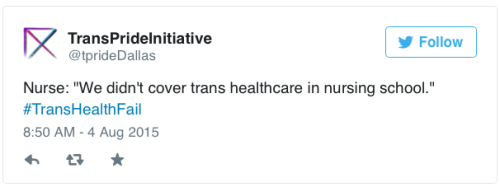 TransPrideInitiative
@tprideDallas
Follow
Nurse: "We didn't cover trans healthcare in nursing school."
#TransHealthFail
8:50 AM - 4 Aug 2015